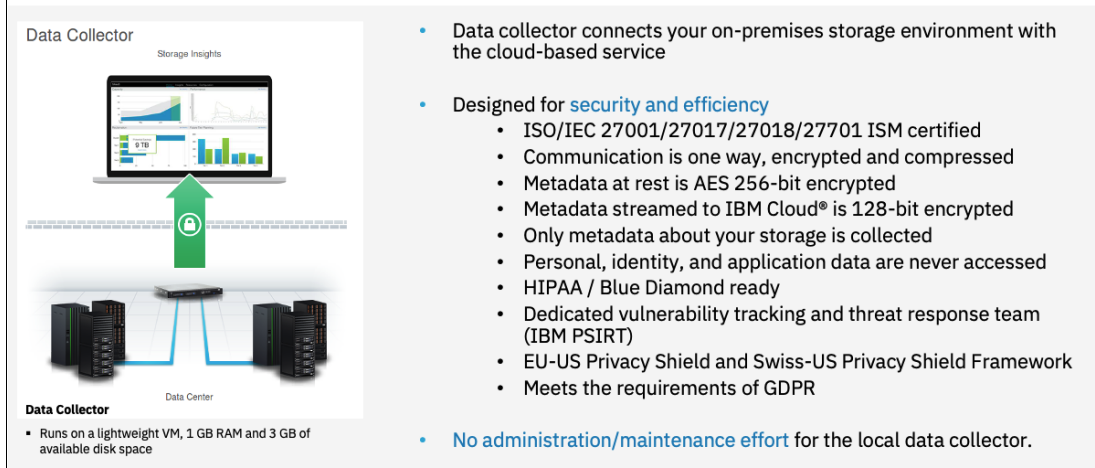 Data Collector
Storage Insights
9 TB
Data Center
Data Collector
▪ Runs on a lightweight VM, 1 GB RAM and 3 GB of
available disk space
• Data collector connects your on-premises storage environment with
the cloud-based service
• Designed for security and efficiency
• ISO/IEC 27001/27017/27018/27701 ISM certified
• Communication is one way, encrypted and compressed
• Metadata at rest is AES 256-bit encrypted
• Metadata streamed to IBM Cloud® is 128-bit encrypted
• Only metadata about your storage is collected
• Personal, identity, and application data are never accessed
• HIPAA / Blue Diamond ready
• Dedicated vulnerability tracking and threat response team
(IBM PSIRT)
• EU-US Privacy Shield and Swiss-US Privacy Shield Framework
• Meets the requirements of GDPR
• No administration/maintenance effort for the local data collector.